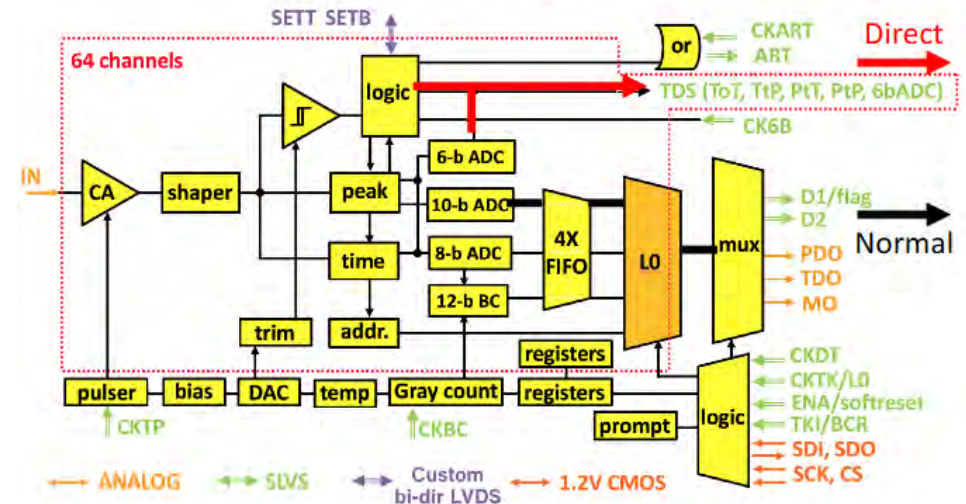 SETT SETB
CKART
ART
or
Direct
64 channels
logic
TDS (ToT, TtP, PtT, PtP, 6bADC)
CK6B
6-b ADC
IN
CA
shaper
peak
10-b ADC
4X
FIFO
L0
mux
D1/flag
D2
Normal
time
8-b ADC
PDO
TDO
MO
12-b BC
trim
addr.
registers
CKDT
pulser
bias
DAC
temp
Gray count
registers
logic
CKTK/L0
ENA/softreset
TKI/BCR
prompt
CKTP
CKBC
SDI, SDO
SCK, CS
ANALOG
SLVS
Custom
bi-dir LVDS
1.2V CMOS